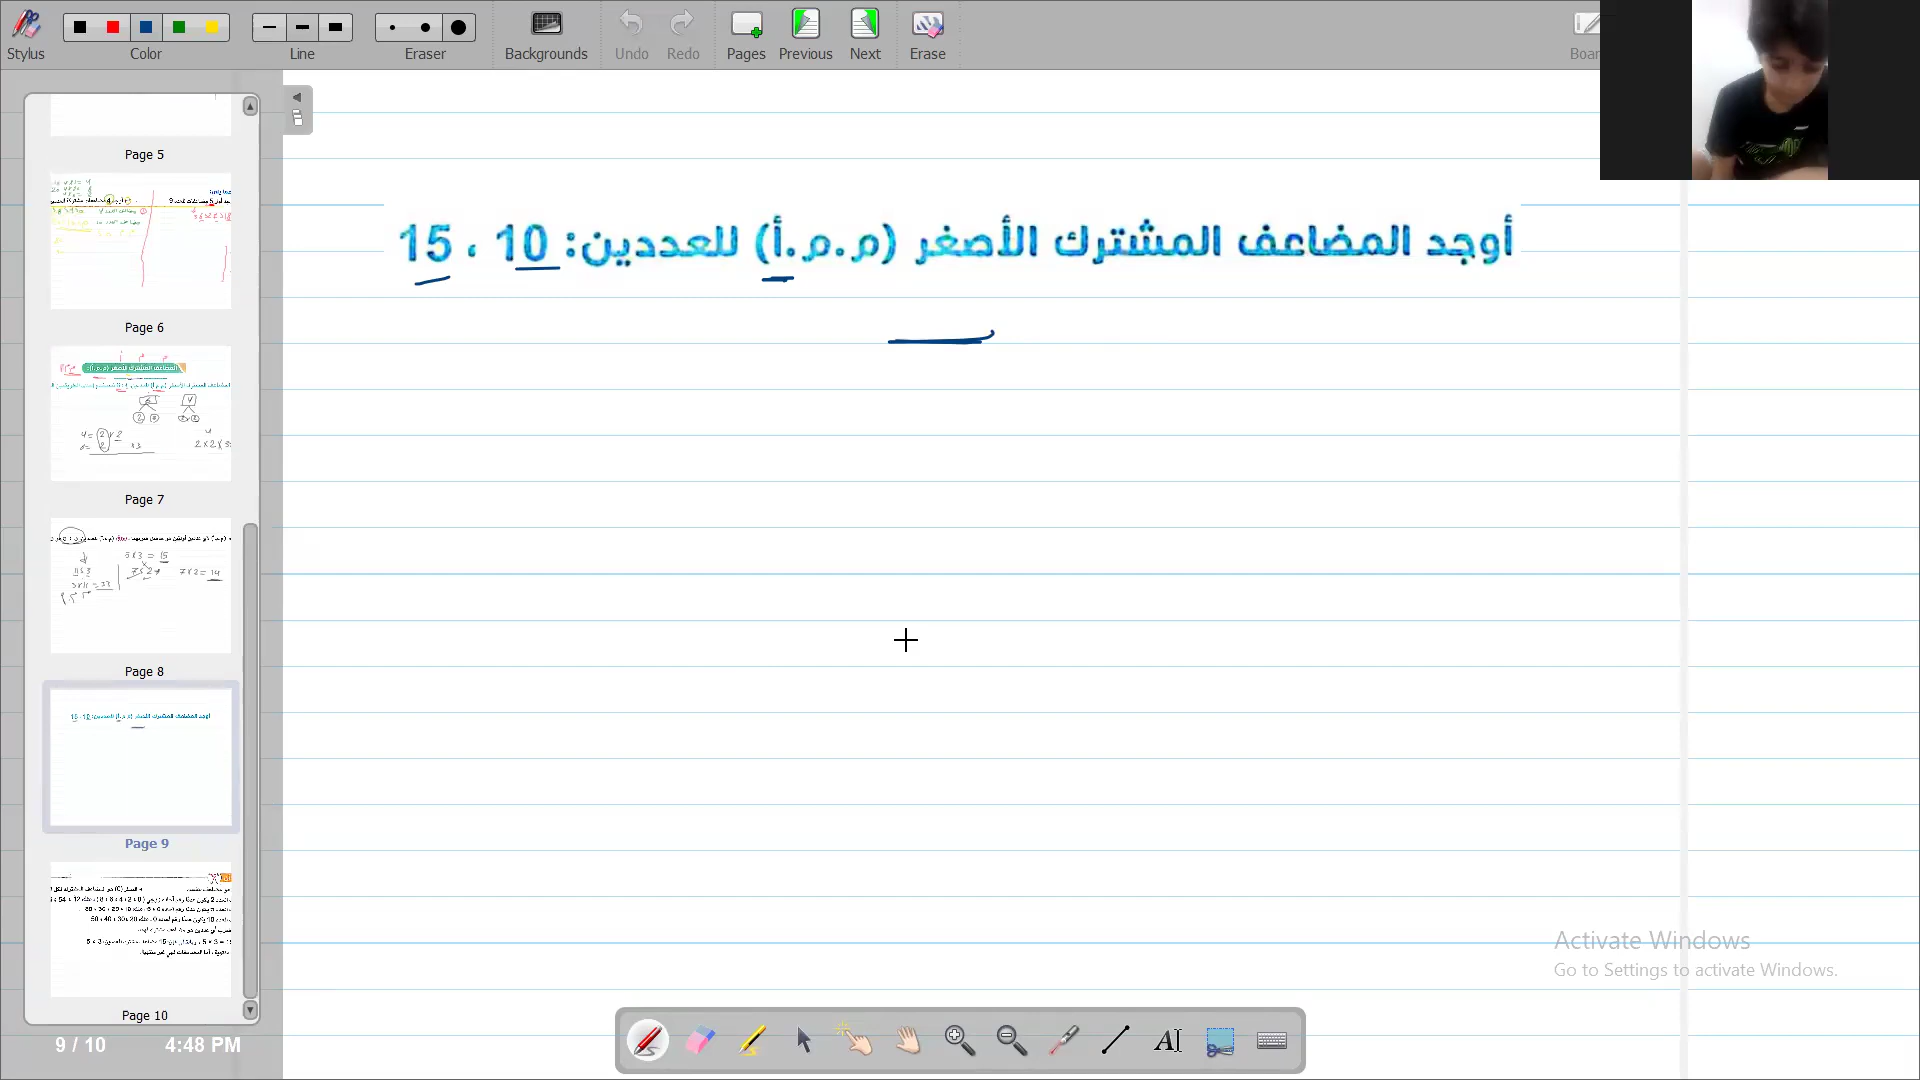 Stylus
Color
Line
Eraser
Backgrounds
Undo
Redo
Pages
Previous
Next
Erase
Page 5
Page 6
Page 7
Page 8
Page 9
Page 10
9 / 10
4:48 PM
أوجد المضاعف المشترك الأصغر (م.م.أ) للعددين: 10 ، 15
Activate Windows
Go to Settings to activate Windows.